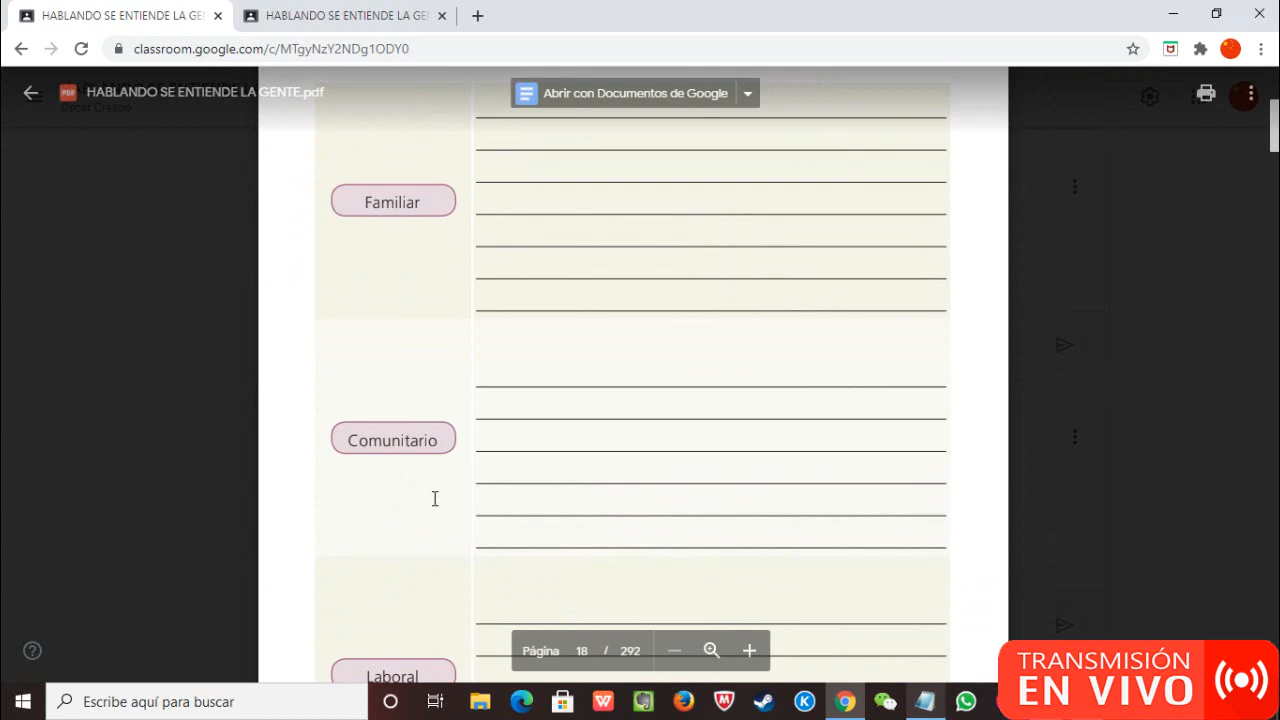 HABLANDO SE ENTIENDE LA GE
HABLANDO SE ENTIENDE LA GE
classroom.google.com/c/MTgyNzY2NDg1ODY0
HABLANDO SE ENTIENDE LA GENTE.pdf
Oscar Crespo
Abrir con Documentos de Google
Familiar
Comunitario
Laboral
Página 18 / 292
TRANSMISIÓN
EN VIVO
Escribe aquí para buscar